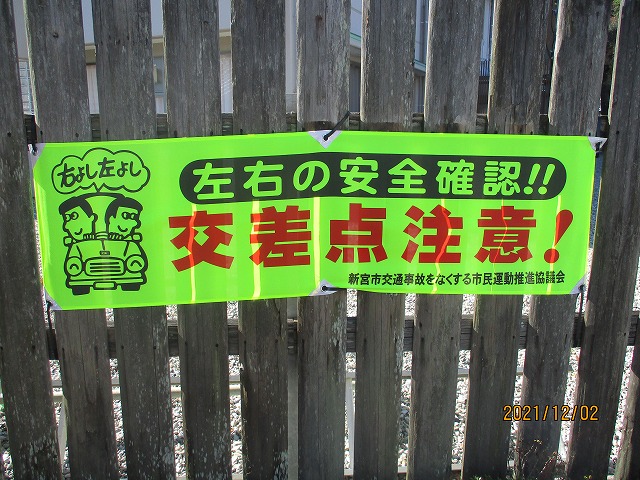 右よし左よし
左右の安全確認!!
交差点注意!
新宮市交通事故をなくする市民運動推進協議会
2021/12/02